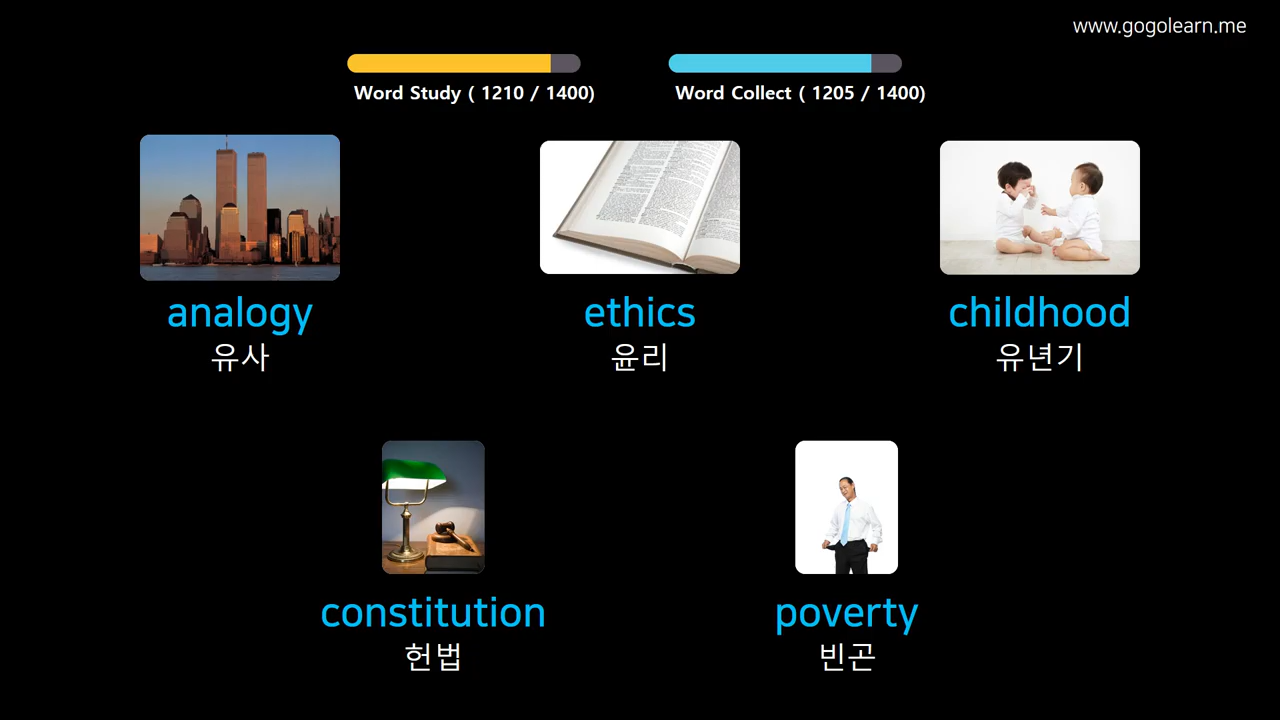 www.gogolearn.me
Word Study ( 1210 / 1400)
Word Collect ( 1205 / 1400)
analogy
유사
ethics
윤리
childhood
유년기
constitution
헌법
poverty
빈곤